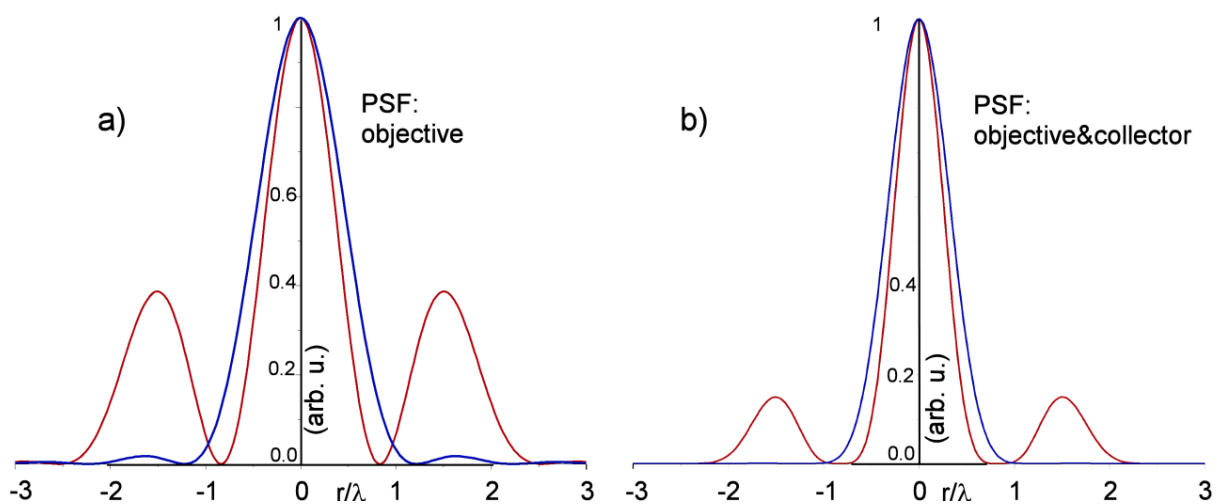 a)
1
PSF:
objective
0.6
0.4
0.2
0.0
(arb. u.)
-3 -2 -1 0 r/λ 1 2 3
b)
1
PSF:
objective&collector
0.4
0.2
0.0
(arb. u.)
-3 -2 -1 0 r/λ 1 2 3